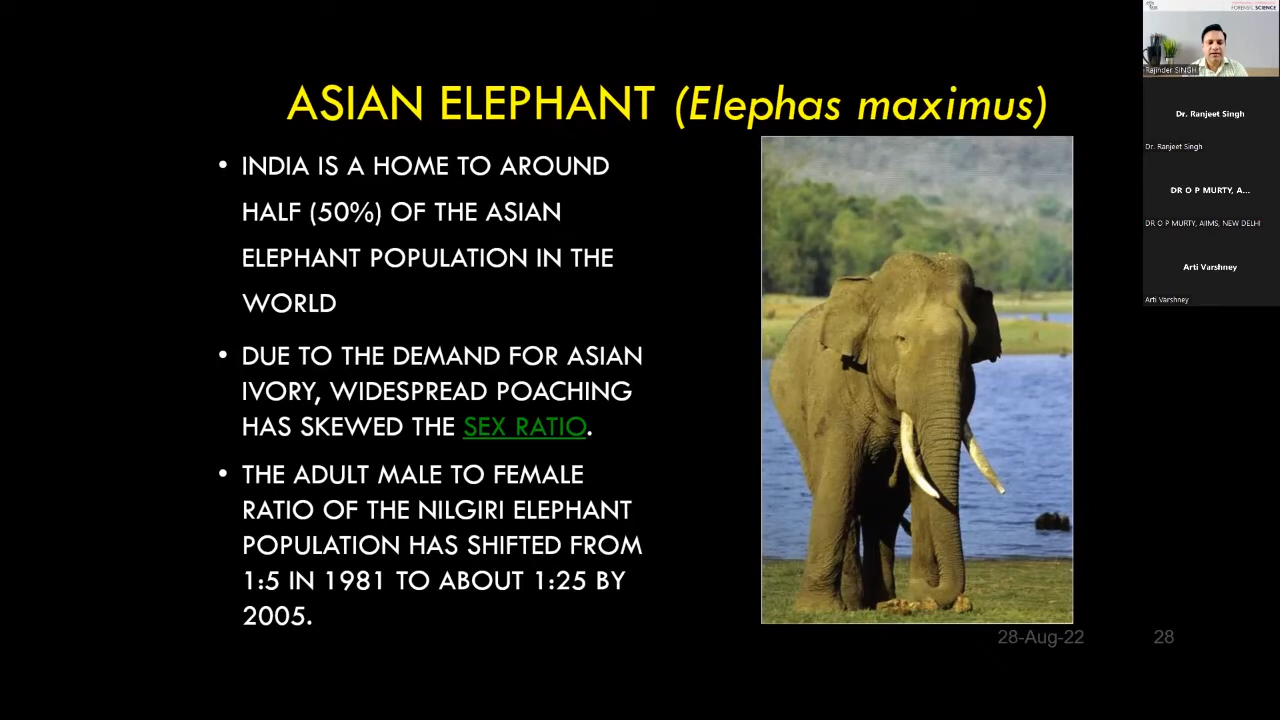 ASIAN ELEPHANT (Elephas maximus)
• INDIA IS A HOME TO AROUND
HALF (50%) OF THE ASIAN
ELEPHANT POPULATION IN THE
WORLD
• DUE TO THE DEMAND FOR ASIAN
IVORY, WIDESPREAD POACHING
HAS SKEWED THE SEX RATIO.
• THE ADULT MALE TO FEMALE
RATIO OF THE NILGIRI ELEPHANT
POPULATION HAS SHIFTED FROM
1:5 IN 1981 TO ABOUT 1:25 BY
2005.
28-Aug-22
28
FORENSIC SCIENCE
Rajinder SINGH
Dr. Ranjeet Singh
Dr. Ranjeet Singh
DR O P MURTY, A...
DR O P MURTY, AIIMS, NEW DELHI
Arti Varshney
Arti Varshney